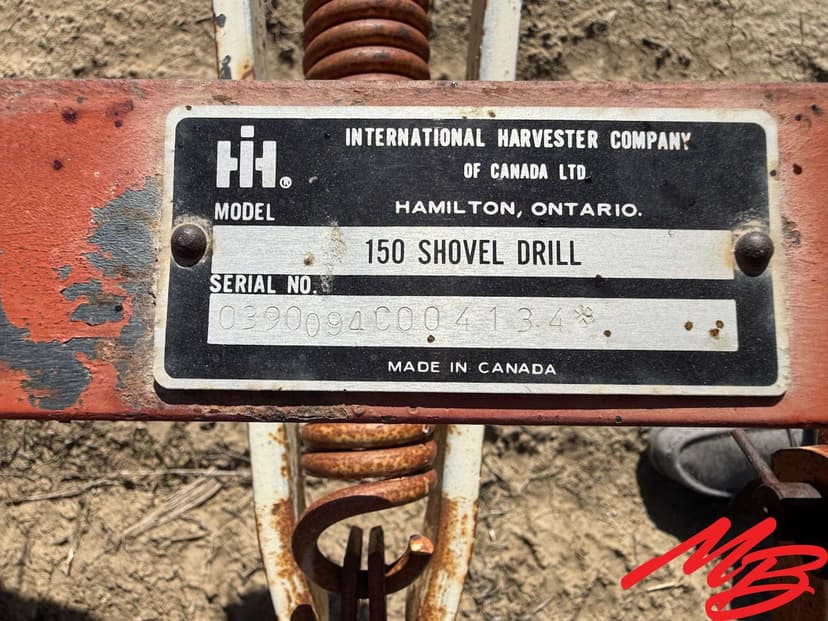 IH®
INTERNATIONAL HARVESTER COMPANY
OF CANADA LTD
HAMILTON, ONTARIO.
MODEL
150 SHOVEL DRILL
SERIAL NO.
0390094C004134*
MADE IN CANADA
MB